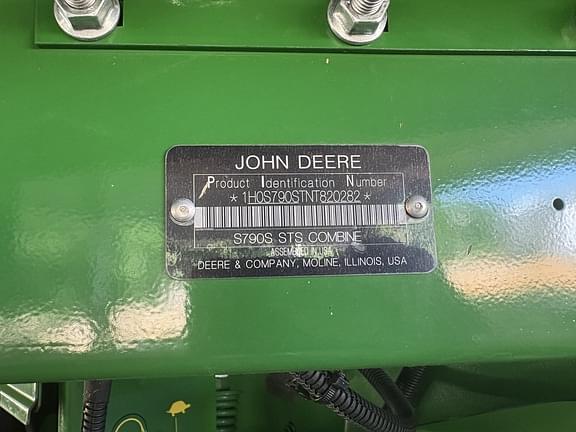 JOHN DEERE
Product Identification Number
*1H0S790STNT820282*
S790S STS COMBINE
ASSEMBLED IN USA
DEERE & COMPANY, MOLINE, ILLINOIS, USA